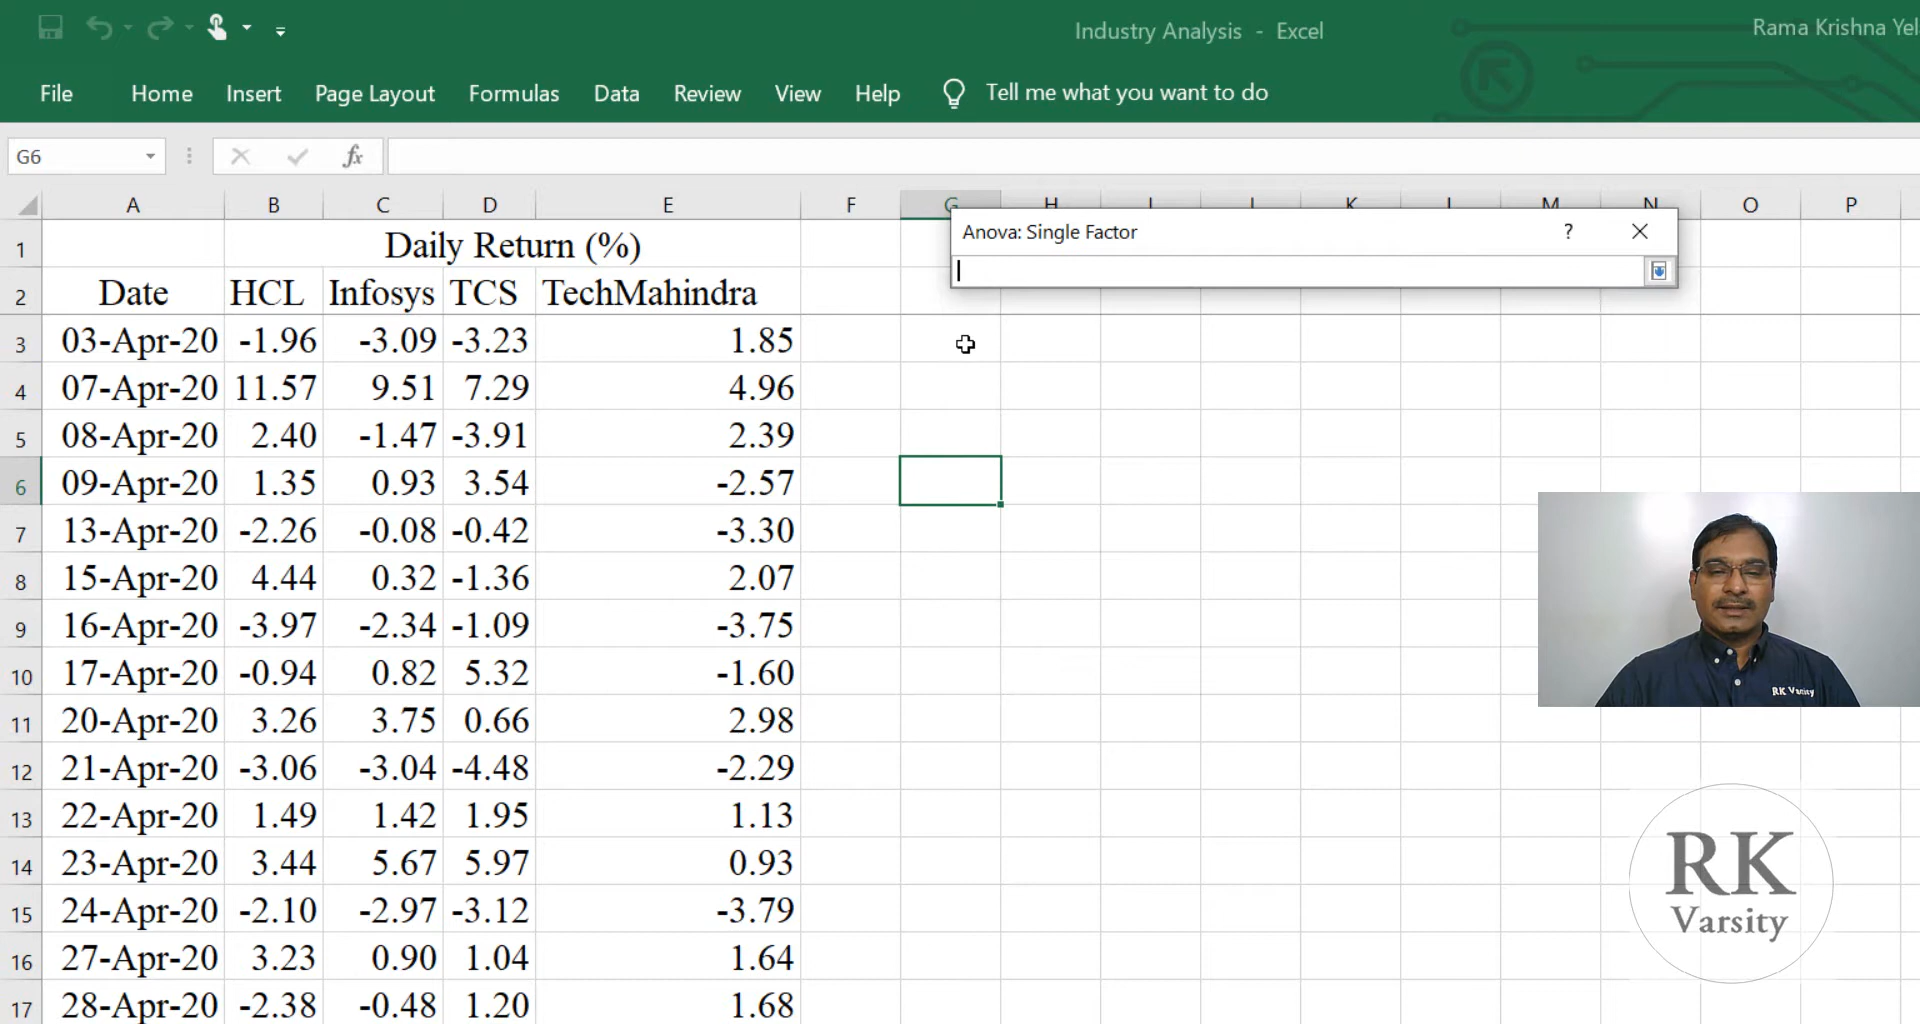 Industry Analysis - Excel
Rama Krishna Yel
File Home Insert Page Layout Formulas Data Review View Help Tell me what you want to do
G6 fx
A B C D E F G H K M N O P
Anova: Single Factor ?
1 Daily Return (%)
2 Date HCL Infosys TCS TechMahindra
3 03-Apr-20 -1.96 -3.09 -3.23 1.85
4 07-Apr-20 11.57 9.51 7.29 4.96
5 08-Apr-20 2.40 -1.47 -3.91 2.39
6 09-Apr-20 1.35 0.93 3.54 -2.57
7 13-Apr-20 -2.26 -0.08 -0.42 -3.30
8 15-Apr-20 4.44 0.32 -1.36 2.07
9 16-Apr-20 -3.97 -2.34 -1.09 -3.75
10 17-Apr-20 -0.94 0.82 5.32 -1.60
11 20-Apr-20 3.26 3.75 0.66 2.98
12 21-Apr-20 -3.06 -3.04 -4.48 -2.29
13 22-Apr-20 1.49 1.42 1.95 1.13
14 23-Apr-20 3.44 5.67 5.97 0.93
15 24-Apr-20 -2.10 -2.97 -3.12 -3.79
16 27-Apr-20 3.23 0.90 1.04 1.64
17 28-Apr-20 -2.38 -0.48 1.20 1.68
RK Varsity
RK
Varsity